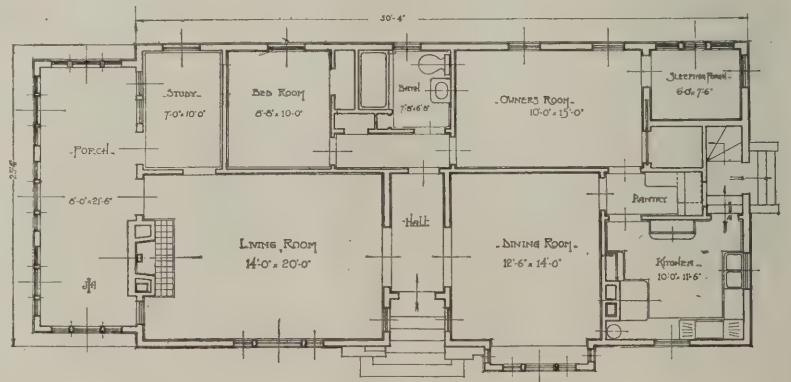 50'-4"
STUDY
7'-0"x10'-0"
BED ROOM
8'-8"x10-0
BATH
7'-8"x6'-8"
OWNERS ROOM
10'-0"x15'-0"
SLEEPING PORCH
6'-0"x7'-6"
PORCH
8'-0"x21'-6"
PANTRY
HALL
LIVING ROOM
14'-0"x20'-0"
DINING ROOM
12'-6"x14'-0"
KITCHEN
10'-0"x11'-6"